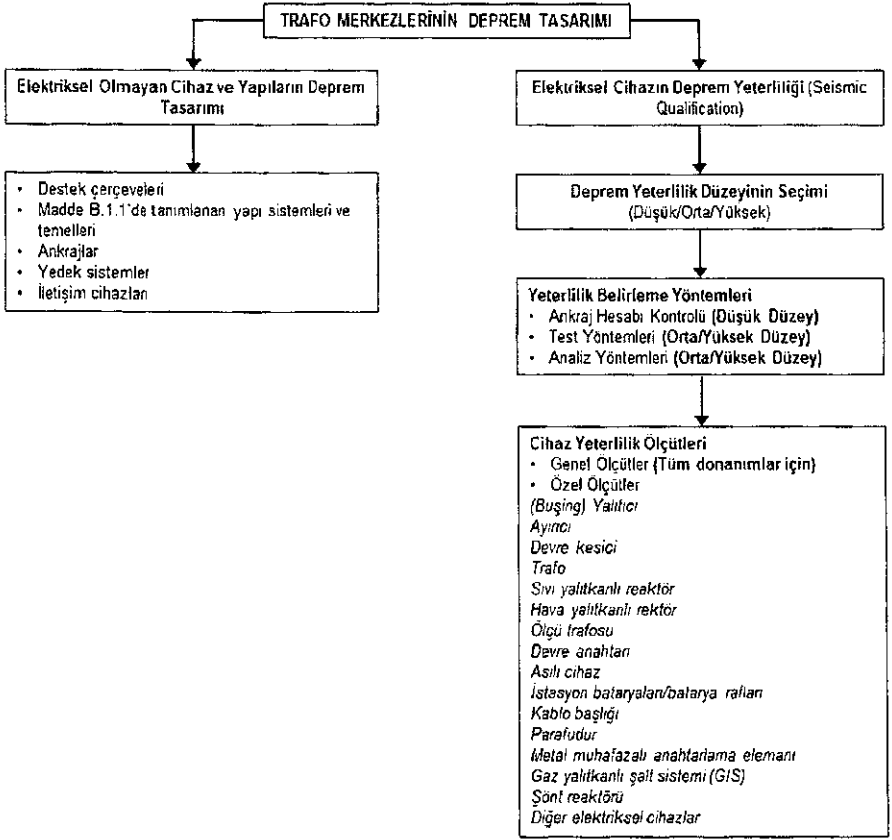 TRAFO MERKEZLERİNİN DEPREM TASARIMI
Elektriksel Olmayan Cihaz ve Yapıların Deprem
Tasarımı
• Destek çerçeveleri
• Madde B.1.1'de tanımlanan yapı sistemleri ve
temelleri
• Ankrajlar
• Yedek sistemler
• İletişim cihazları
Elektriksel Cihazın Deprem Yeterliliği (Seismic
Qualification)
Deprem Yeterlilik Düzeyinin Seçimi
(Düşük/Orta/Yüksek)
Yeterlilik Belirleme Yöntemleri
• Ankraj Hesabı Kontrolü (Düşük Düzey)
• Test Yöntemleri (Orta/Yüksek Düzey)
• Analiz Yöntemleri (Orta/Yüksek Düzey)
Cihaz Yeterlilik Ölçütleri
• Genel Ölçütler (Tüm donanımlar için)
• Özel Ölçütler
(Buşing) Yalıtıcı
Ayırıcı
Devre kesici
Trafo
Sıvı yalıtkanlı reaktör
Hava yalıtkanlı rektör
Ölçü trafosu
Devre anahtarı
Asılı cihaz
İstasyon bataryaları/batarya rafları
Kablo başlığı
Parafudur
Metal muhafazalı anahtarlama elemanı
Gaz yalıtkanlı şalt sistemi (GIS)
Şönt reaktörü
Diğer elektriksel cihazlar